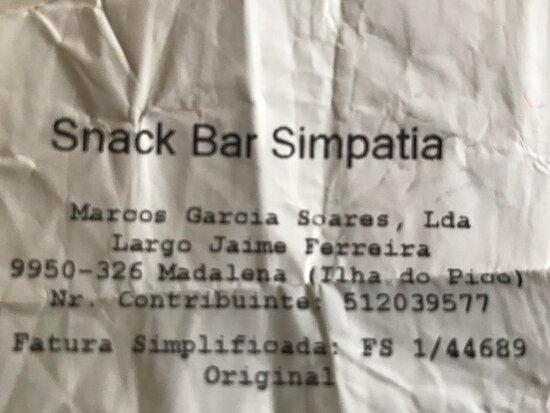 Snack Bar Simpatia
Marcos Garcia Soares, Lda
Largo Jaime Ferreira
9950-326 Madalena (Ilha do Pico)
Nr. Contribuinte: 512039577
Fatura Simplificada: FS 1/44689
Original